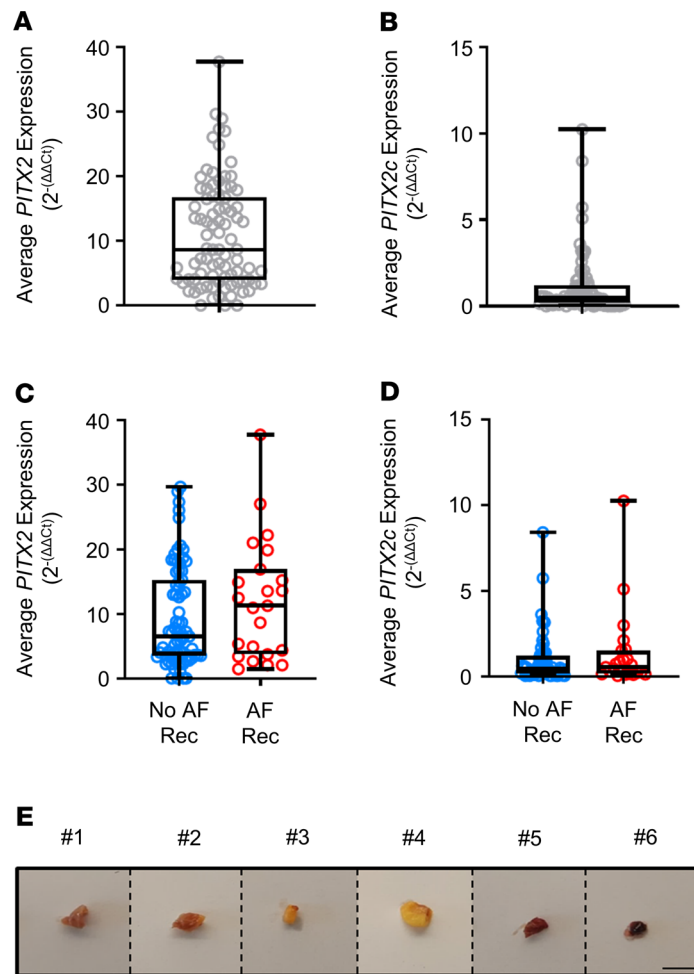 A
Average PITX2 Expression
(2-(ΔΔCt))
40
30
20
10
0
B
Average PITX2c Expression
(2-(ΔΔCt))
15
10
5
0
C
Average PITX2 Expression
(2-(ΔΔCt))
40
30
20
10
0
No AF
Rec
AF
Rec
D
Average PITX2c Expression
(2-(ΔΔCt))
15
10
5
0
No AF
Rec
AF
Rec
E
#1 #2 #3 #4 #5 #6